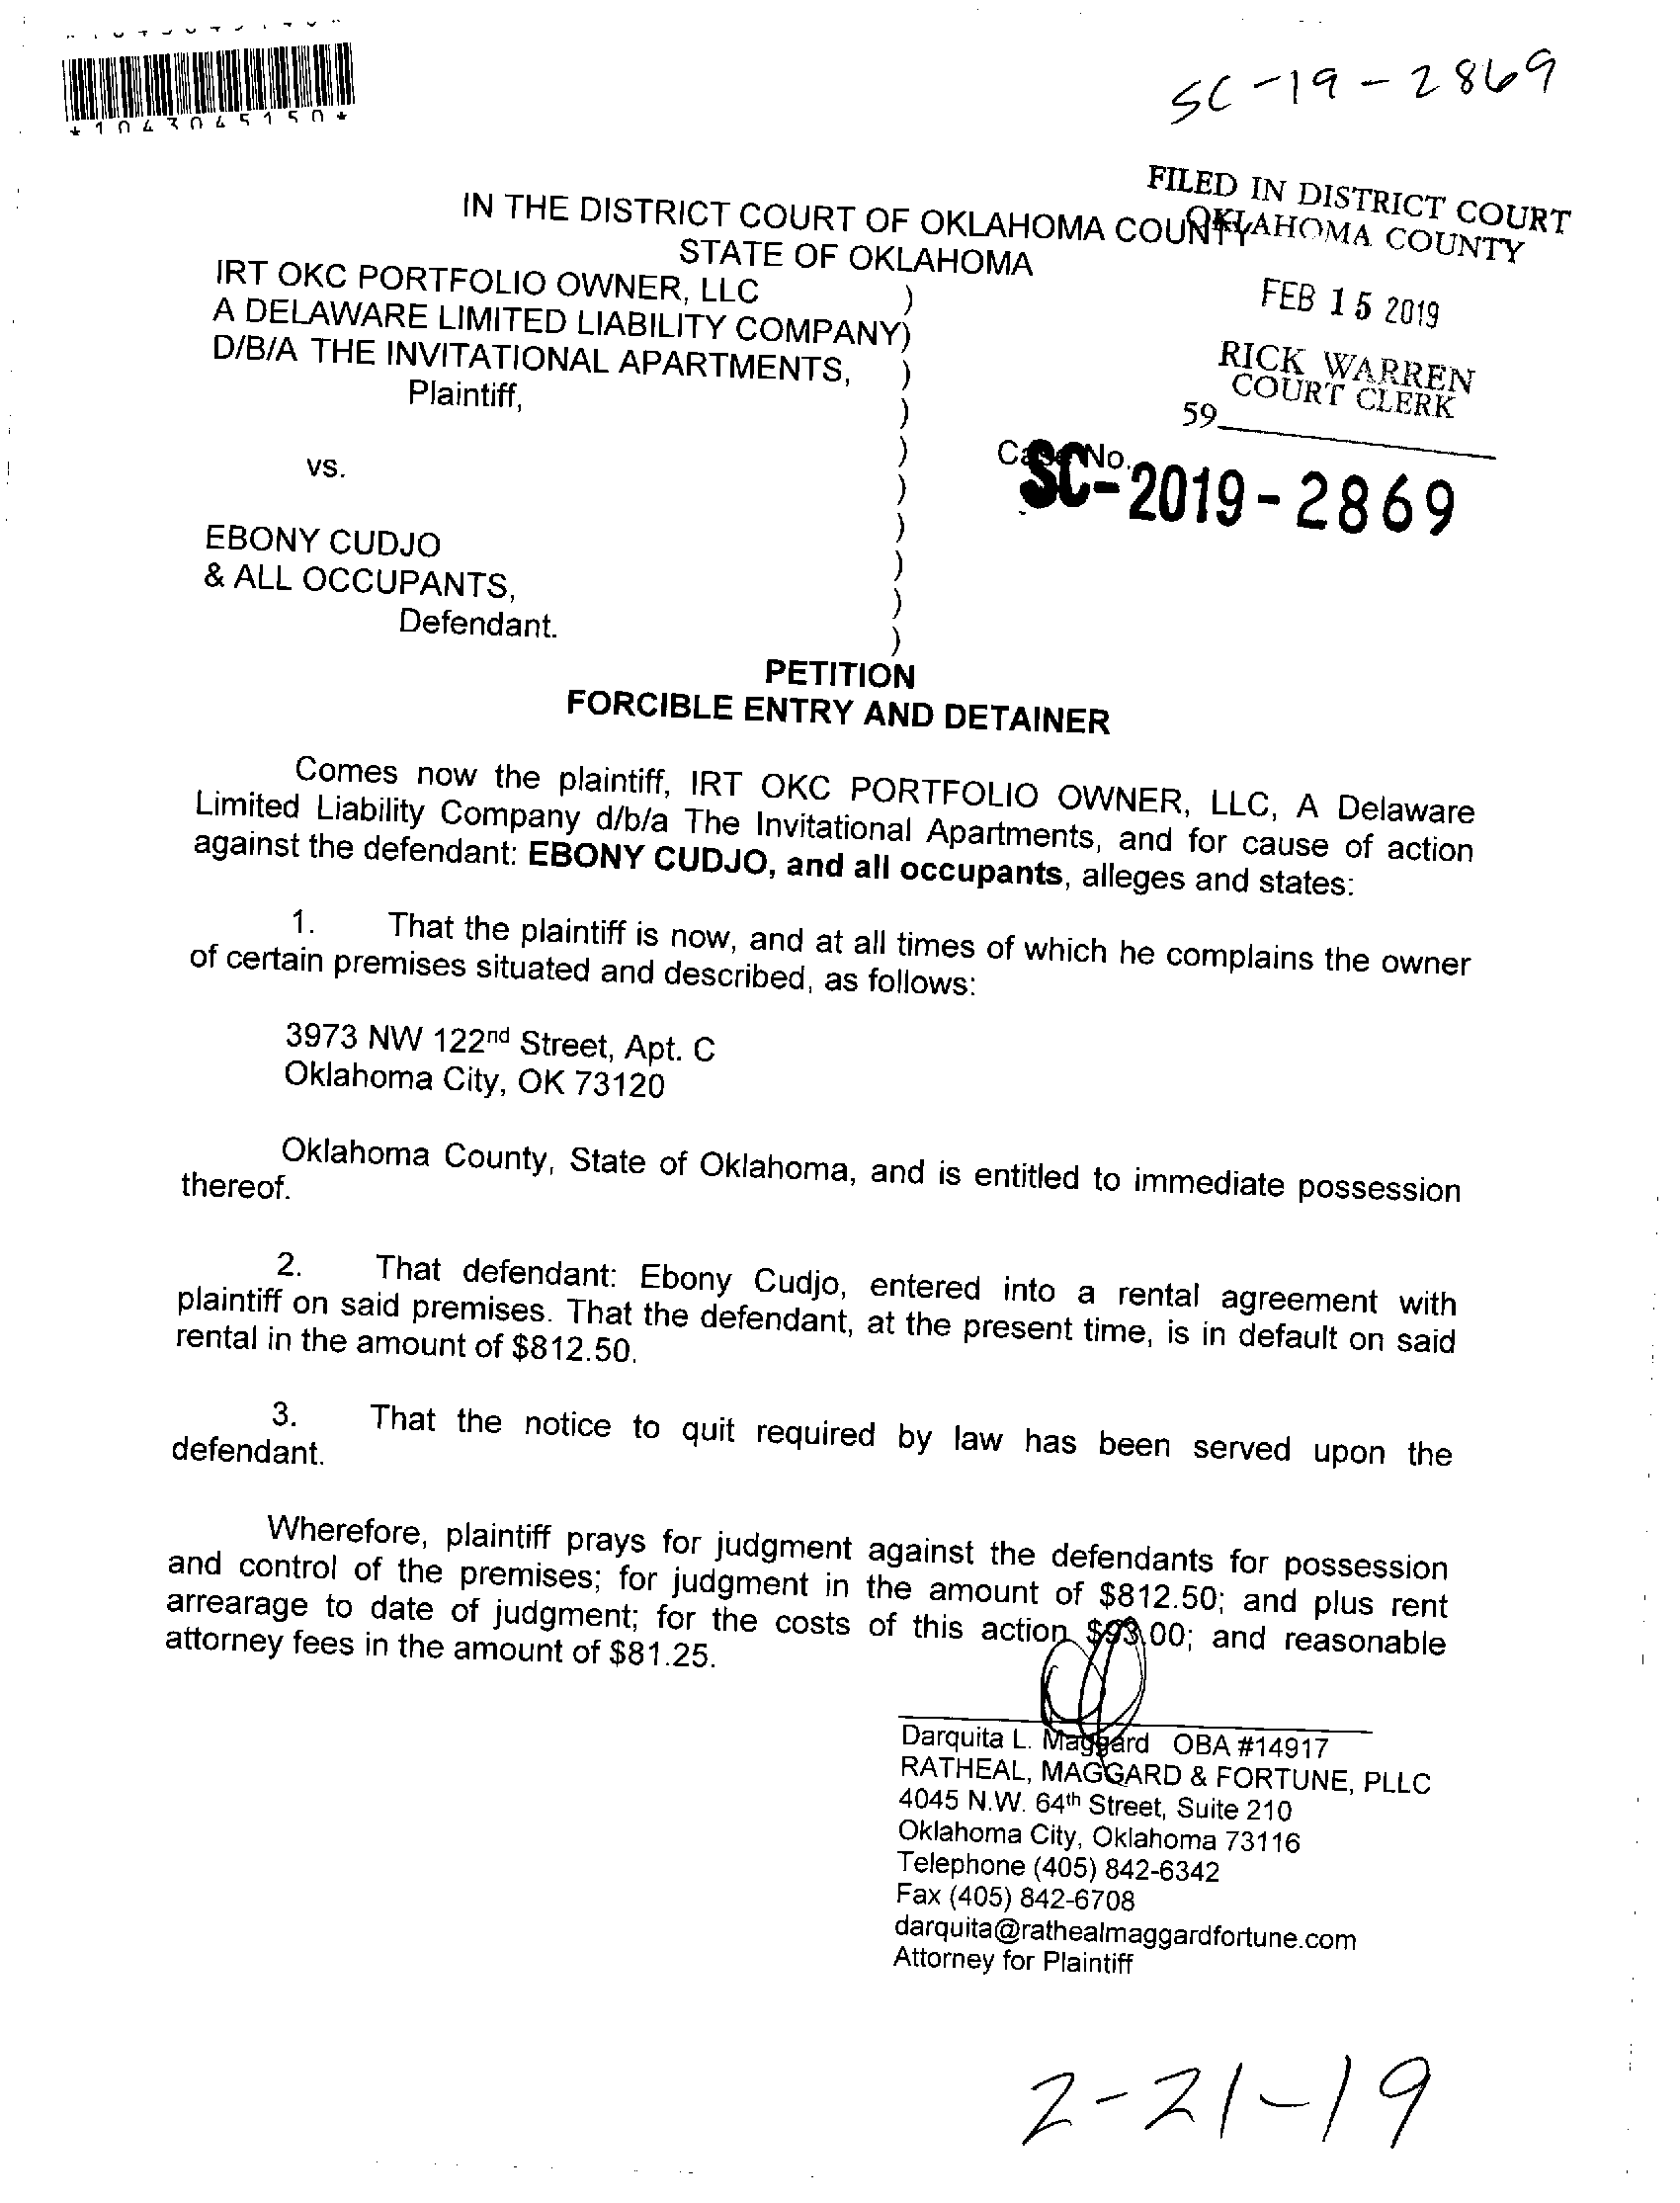 *1043045150*
SC-19-2869
FILED IN DISTRICT COURT
OKLAHOMA COUNTY
IN THE DISTRICT COURT OF OKLAHOMA COUNTY
STATE OF OKLAHOMA
FEB 15 2019
RICK WARREN
COURT CLERK
59
IRT OKC PORTFOLIO OWNER, LLC )
A DELAWARE LIMITED LIABILITY COMPANY)
D/B/A THE INVITATIONAL APARTMENTS, )
Plaintiff, )
)
vs. )
)
EBONY CUDJO )
& ALL OCCUPANTS, )
Defendant. )
Case No.
SC-2019-2869
PETITION
FORCIBLE ENTRY AND DETAINER
Comes now the plaintiff, IRT OKC PORTFOLIO OWNER, LLC, A Delaware
Limited Liability Company d/b/a The Invitational Apartments, and for cause of action
against the defendant: EBONY CUDJO, and all occupants, alleges and states:
1. That the plaintiff is now, and at all times of which he complains the owner
of certain premises situated and described, as follows:
3973 NW 122nd Street, Apt. C
Oklahoma City, OK 73120
Oklahoma County, State of Oklahoma, and is entitled to immediate possession
thereof.
2. That defendant: Ebony Cudjo, entered into a rental agreement with
plaintiff on said premises. That the defendant, at the present time, is in default on said
rental in the amount of $812.50.
3. That the notice to quit required by law has been served upon the
defendant.
Wherefore, plaintiff prays for judgment against the defendants for possession
and control of the premises; for judgment in the amount of $812.50; and plus rent
arrearage to date of judgment; for the costs of this action $93.00; and reasonable
attorney fees in the amount of $81.25.
Darquita L. Maggard OBA #14917
RATHEAL, MAGGARD & FORTUNE, PLLC
4045 N.W. 64th Street, Suite 210
Oklahoma City, Oklahoma 73116
Telephone (405) 842-6342
Fax (405) 842-6708
darquita@rathealmaggardfortune.com
Attorney for Plaintiff
2-21-19